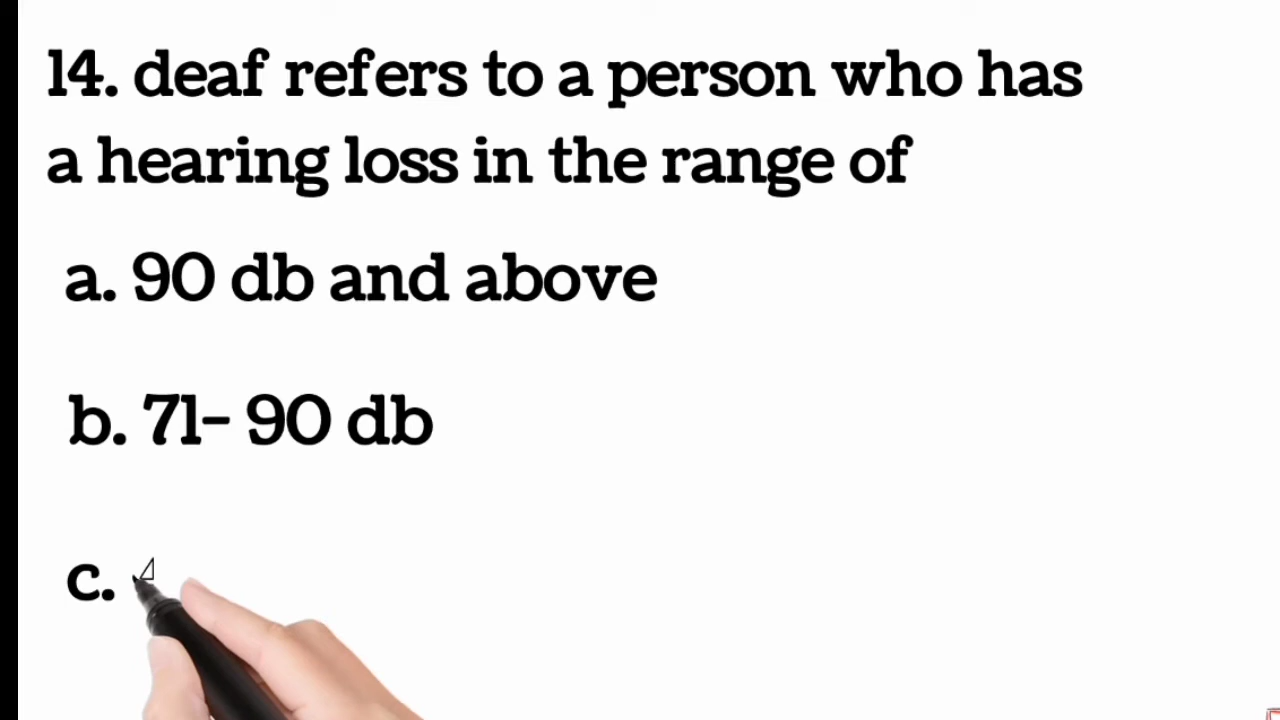 14. deaf refers to a person who has
a hearing loss in the range of
a. 90 db and above
b. 71- 90 db
c.